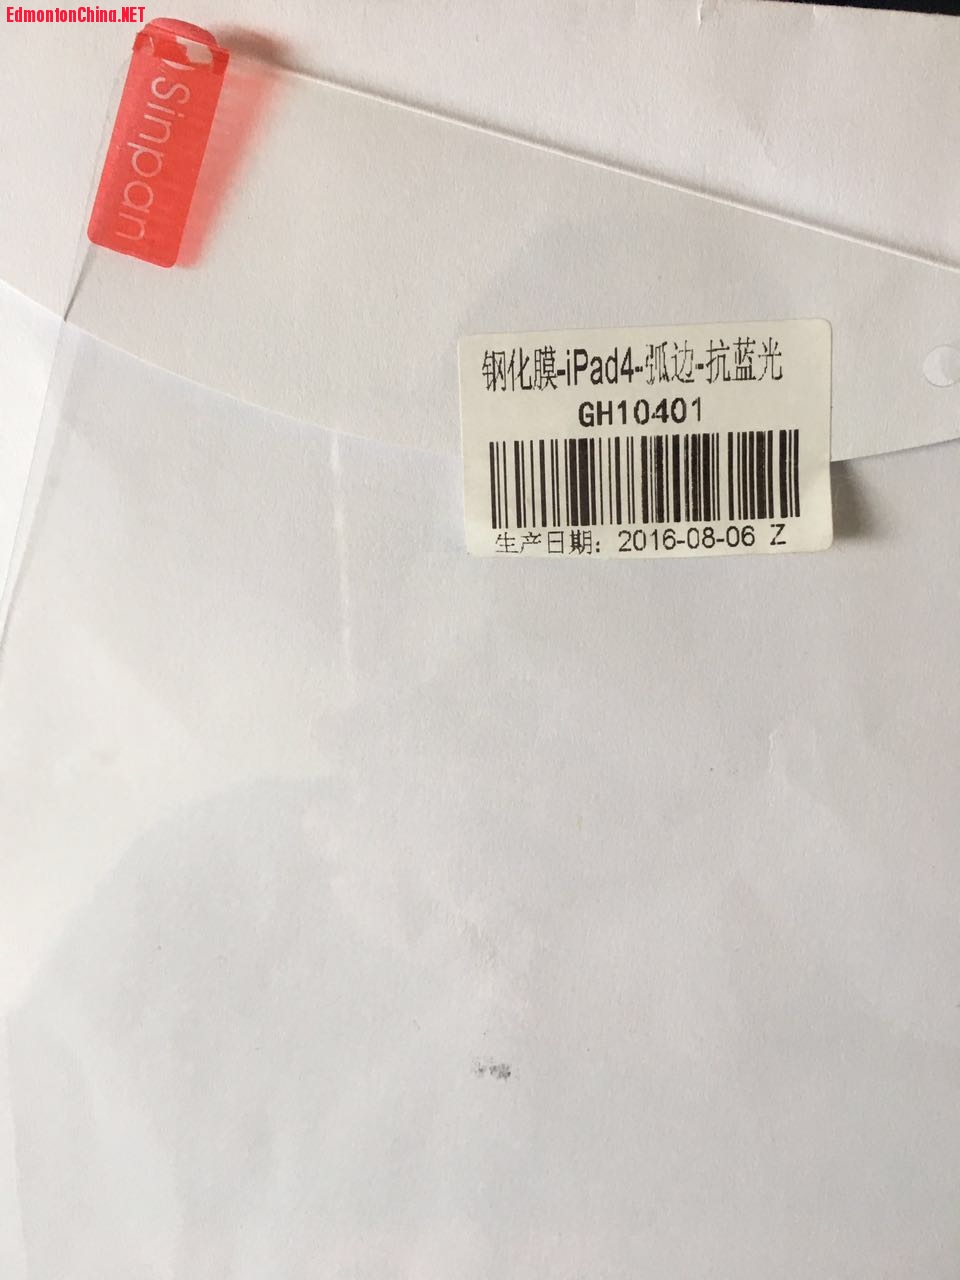 EdmontonChina.NET
sinpan
钢化膜-iPad4-弧边-抗蓝光
GH10401
生产日期: 2016-08-06 Z